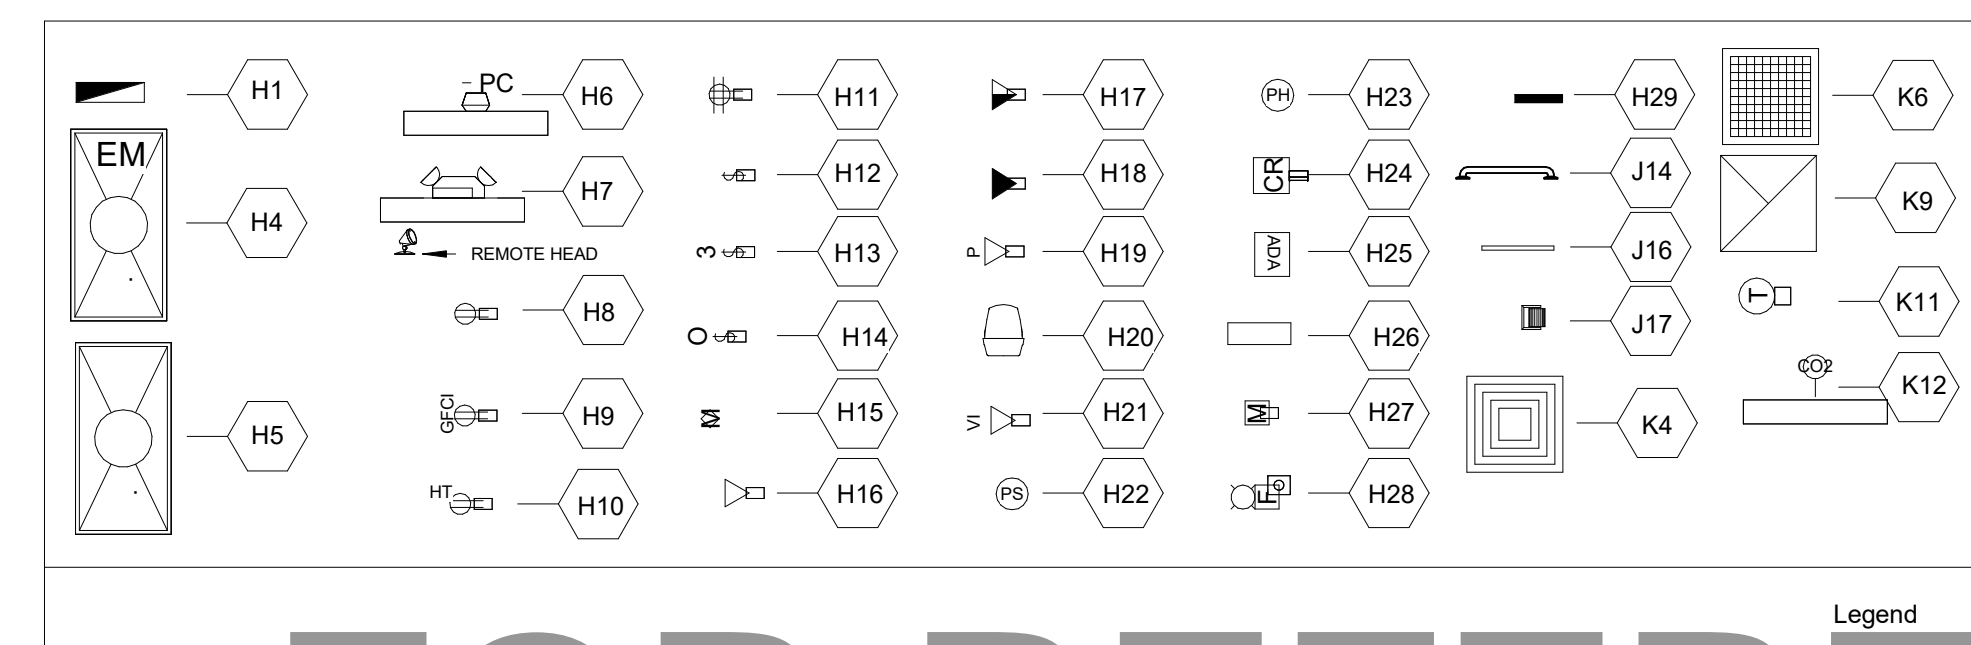 H1
EM
H4
H5
PC
H6
H7
REMOTE HEAD
H8
GFCI
H9
HT
H10
H11
H12
3
H13
O
H14
M
H15
H16
H17
H18
P
H19
H20
VI
H21
PS
H22
PH
H23
CR
H24
ADA
H25
H26
M
H27
F
H28
H29
J14
J16
J17
K4
K6
K9
T
K11
CO2
K12
Legend